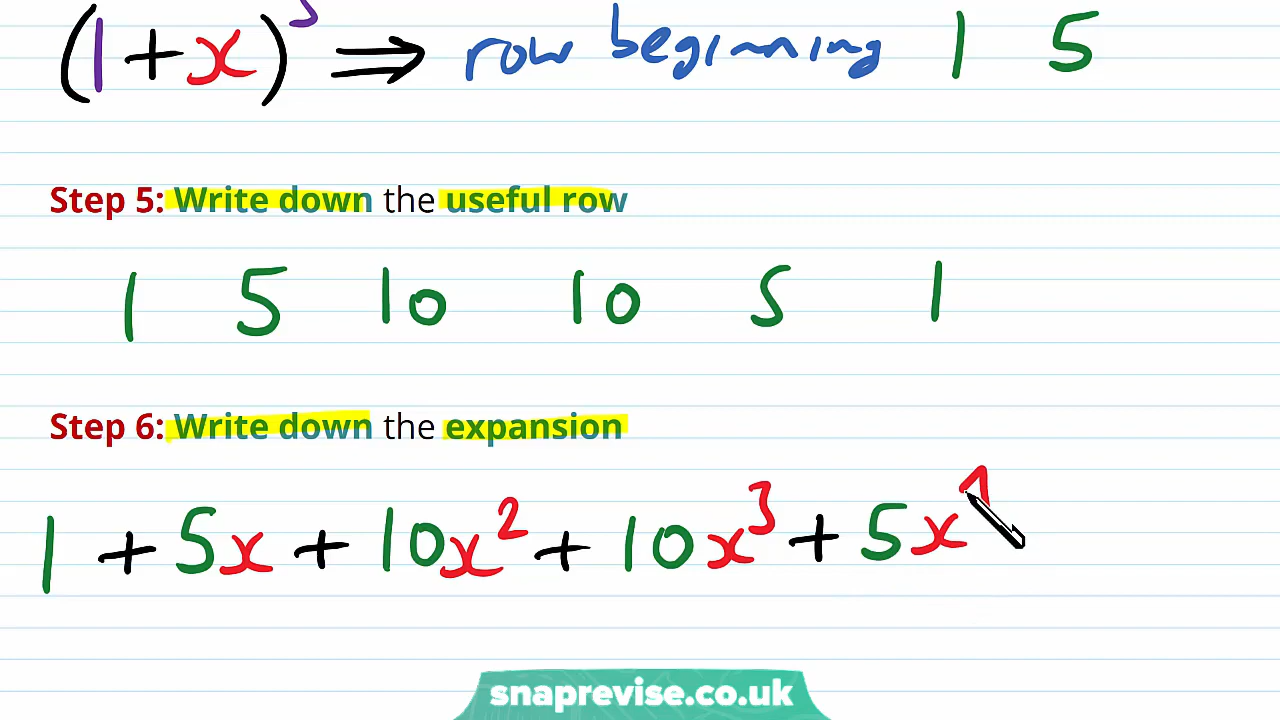 (1 + x)⁵ ⇒ row beginning 1 5
Step 5: Write down the useful row
1 5 10 10 5 1
Step 6: Write down the expansion
1 + 5x + 10x² + 10x³ + 5x
snaprevise.co.uk